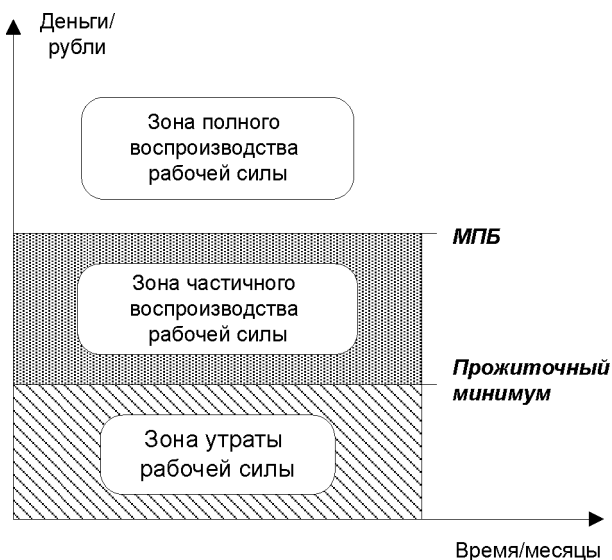 Деньги/
рубли
Зона полного
воспроизводства
рабочей силы
МПБ
Зона частичного
воспроизводства
рабочей силы
Прожиточный
минимум
Зона утраты
рабочей силы
Время/месяцы